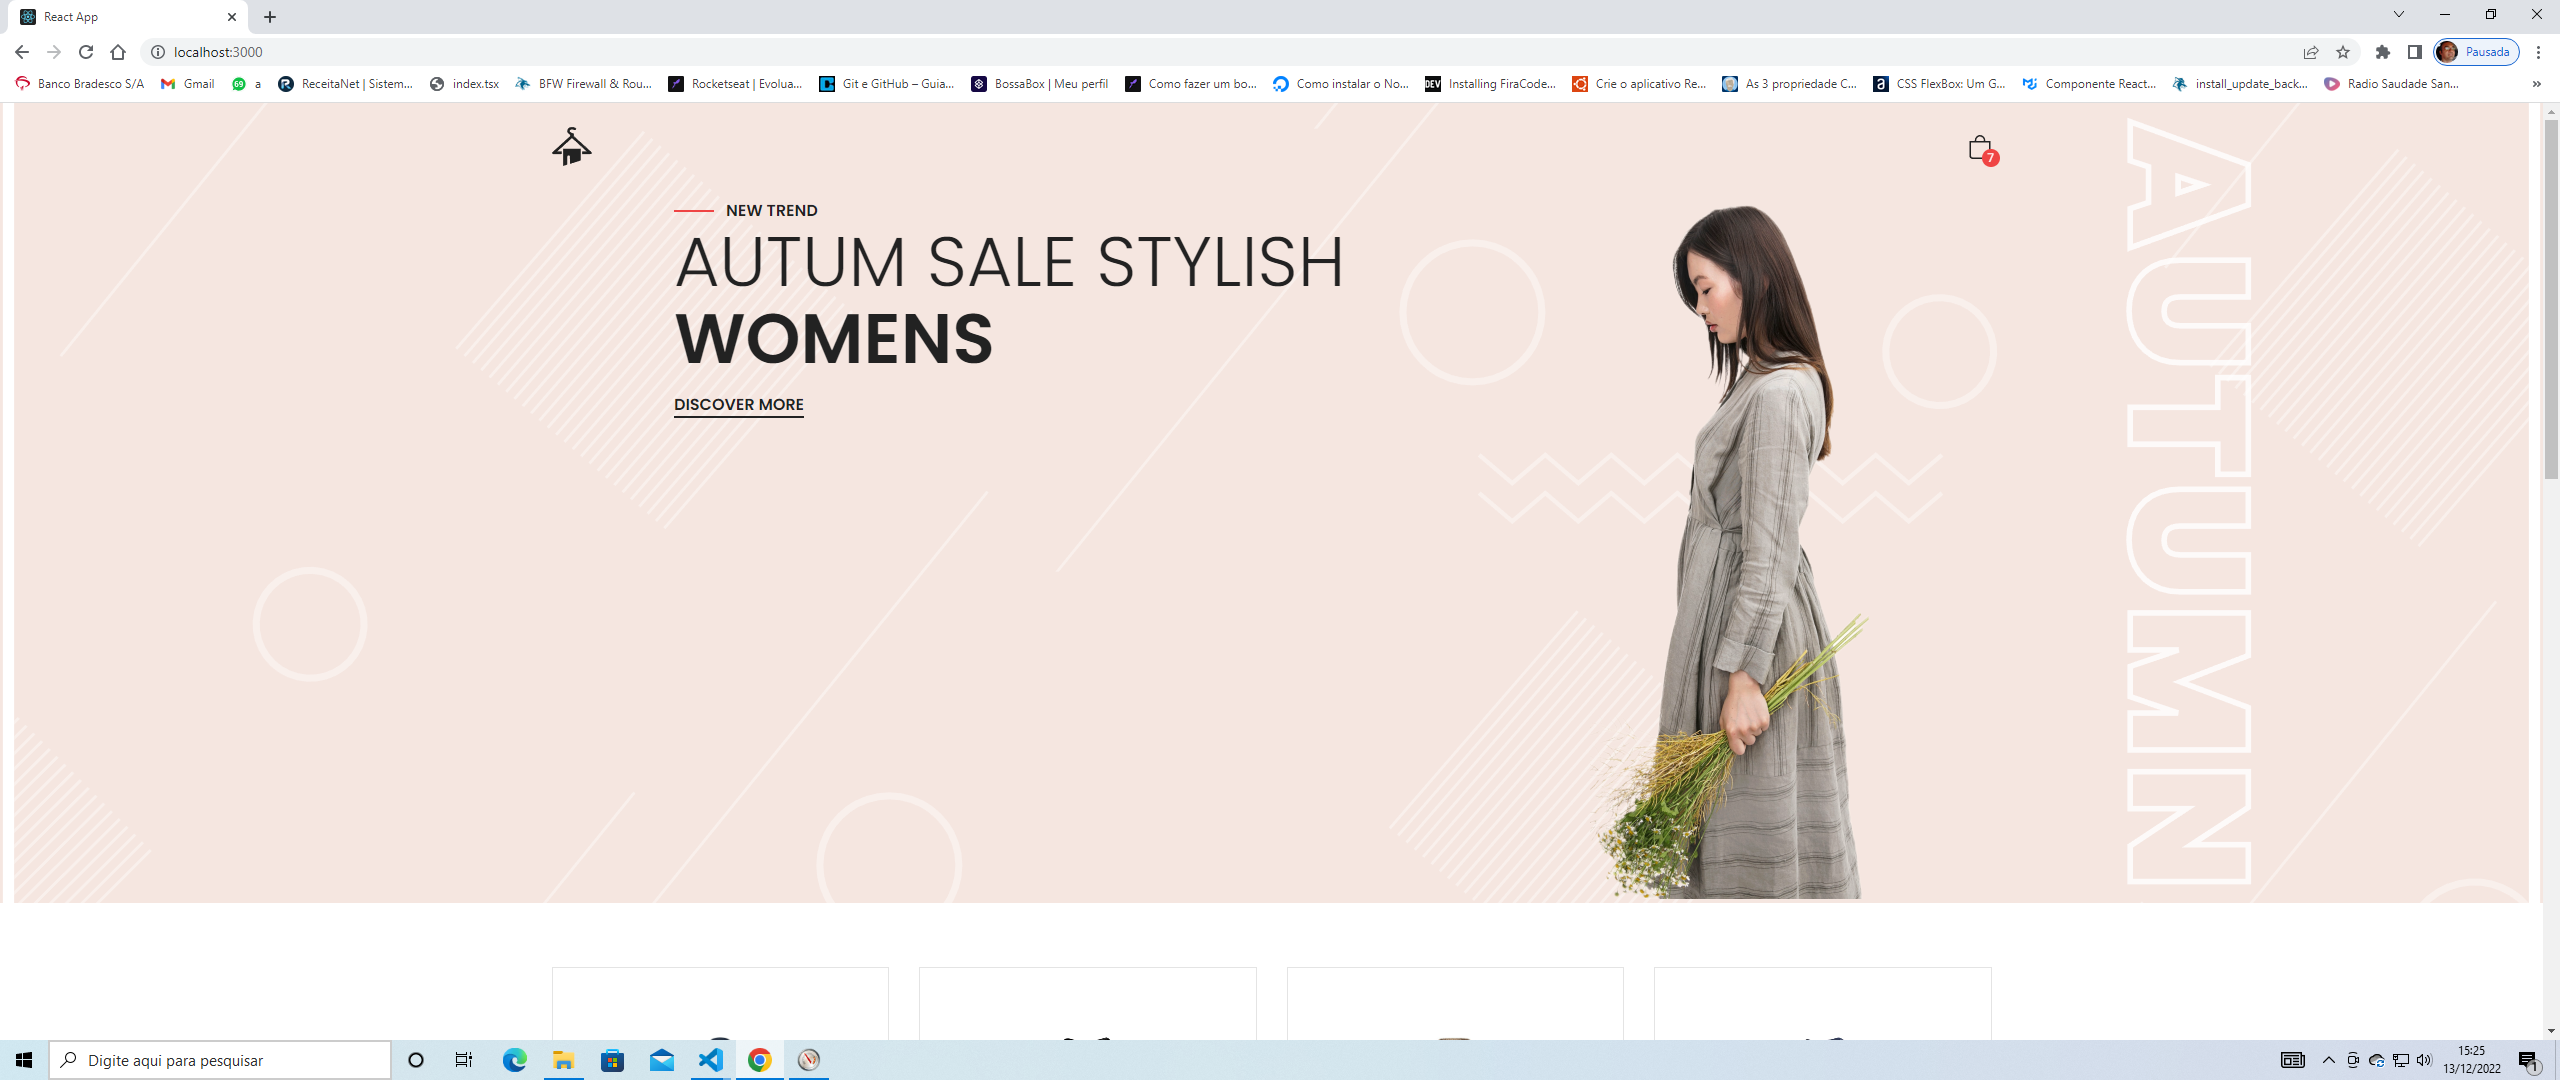 React App
localhost:3000
Pausada
Banco Bradesco S/A
Gmail
69
a
ReceitaNet | Sistem...
index.tsx
BFW Firewall & Rou...
Rocketseat | Evolua...
Git e GitHub – Guia...
BossaBox | Meu perfil
Como fazer um bo...
Como instalar o No...
DEV
Installing FiraCode...
Crie o aplicativo Re...
As 3 propriedade C...
CSS FlexBox: Um G...
Componente React...
install_update_back...
Radio Saudade San...
»
7
NEW TREND
AUTUM SALE STYLISH
WOMENS
DISCOVER MORE
AUTUMN
Digite aqui para pesquisar
15:25
13/12/2022
1